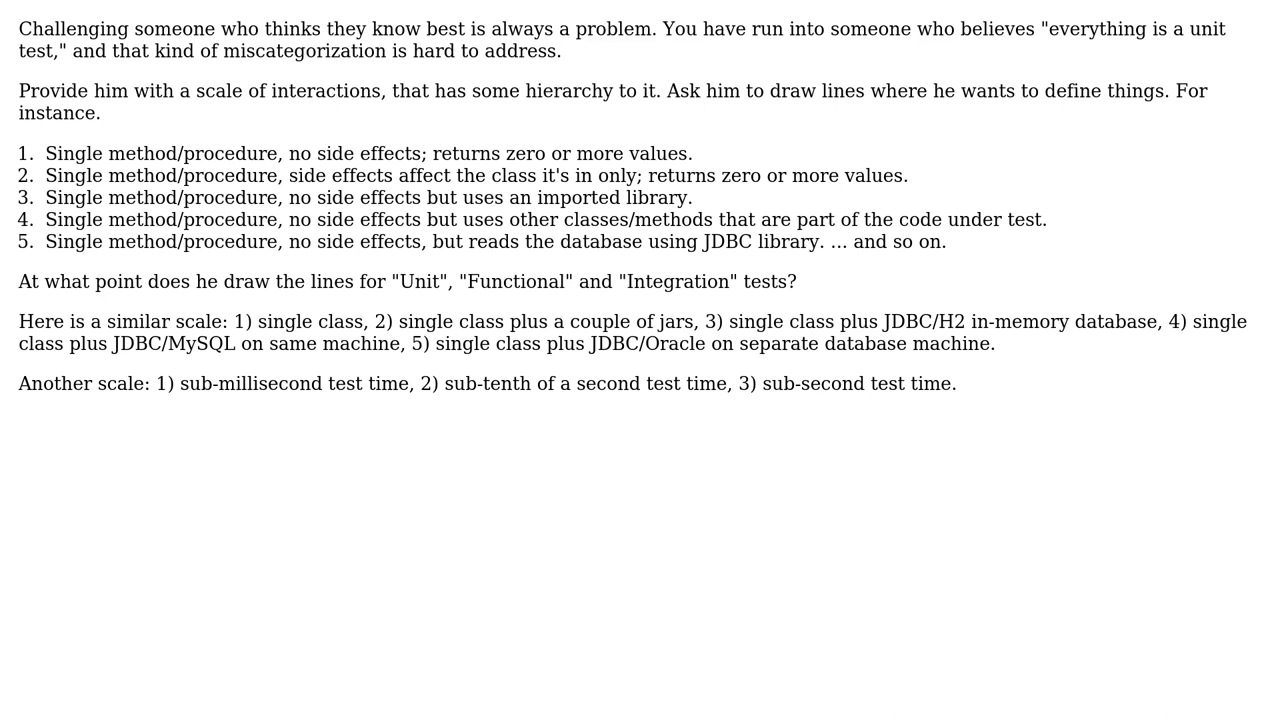 Challenging someone who thinks they know best is always a problem. You have run into someone who believes "everything is a unit
test," and that kind of miscategorization is hard to address.
Provide him with a scale of interactions, that has some hierarchy to it. Ask him to draw lines where he wants to define things. For
instance.
1. Single method/procedure, no side effects; returns zero or more values.
2. Single method/procedure, side effects affect the class it's in only; returns zero or more values.
3. Single method/procedure, no side effects but uses an imported library.
4. Single method/procedure, no side effects but uses other classes/methods that are part of the code under test.
5. Single method/procedure, no side effects, but reads the database using JDBC library. ... and so on.
At what point does he draw the lines for "Unit", "Functional" and "Integration" tests?
Here is a similar scale: 1) single class, 2) single class plus a couple of jars, 3) single class plus JDBC/H2 in-memory database, 4) single
class plus JDBC/MySQL on same machine, 5) single class plus JDBC/Oracle on separate database machine.
Another scale: 1) sub-millisecond test time, 2) sub-tenth of a second test time, 3) sub-second test time.